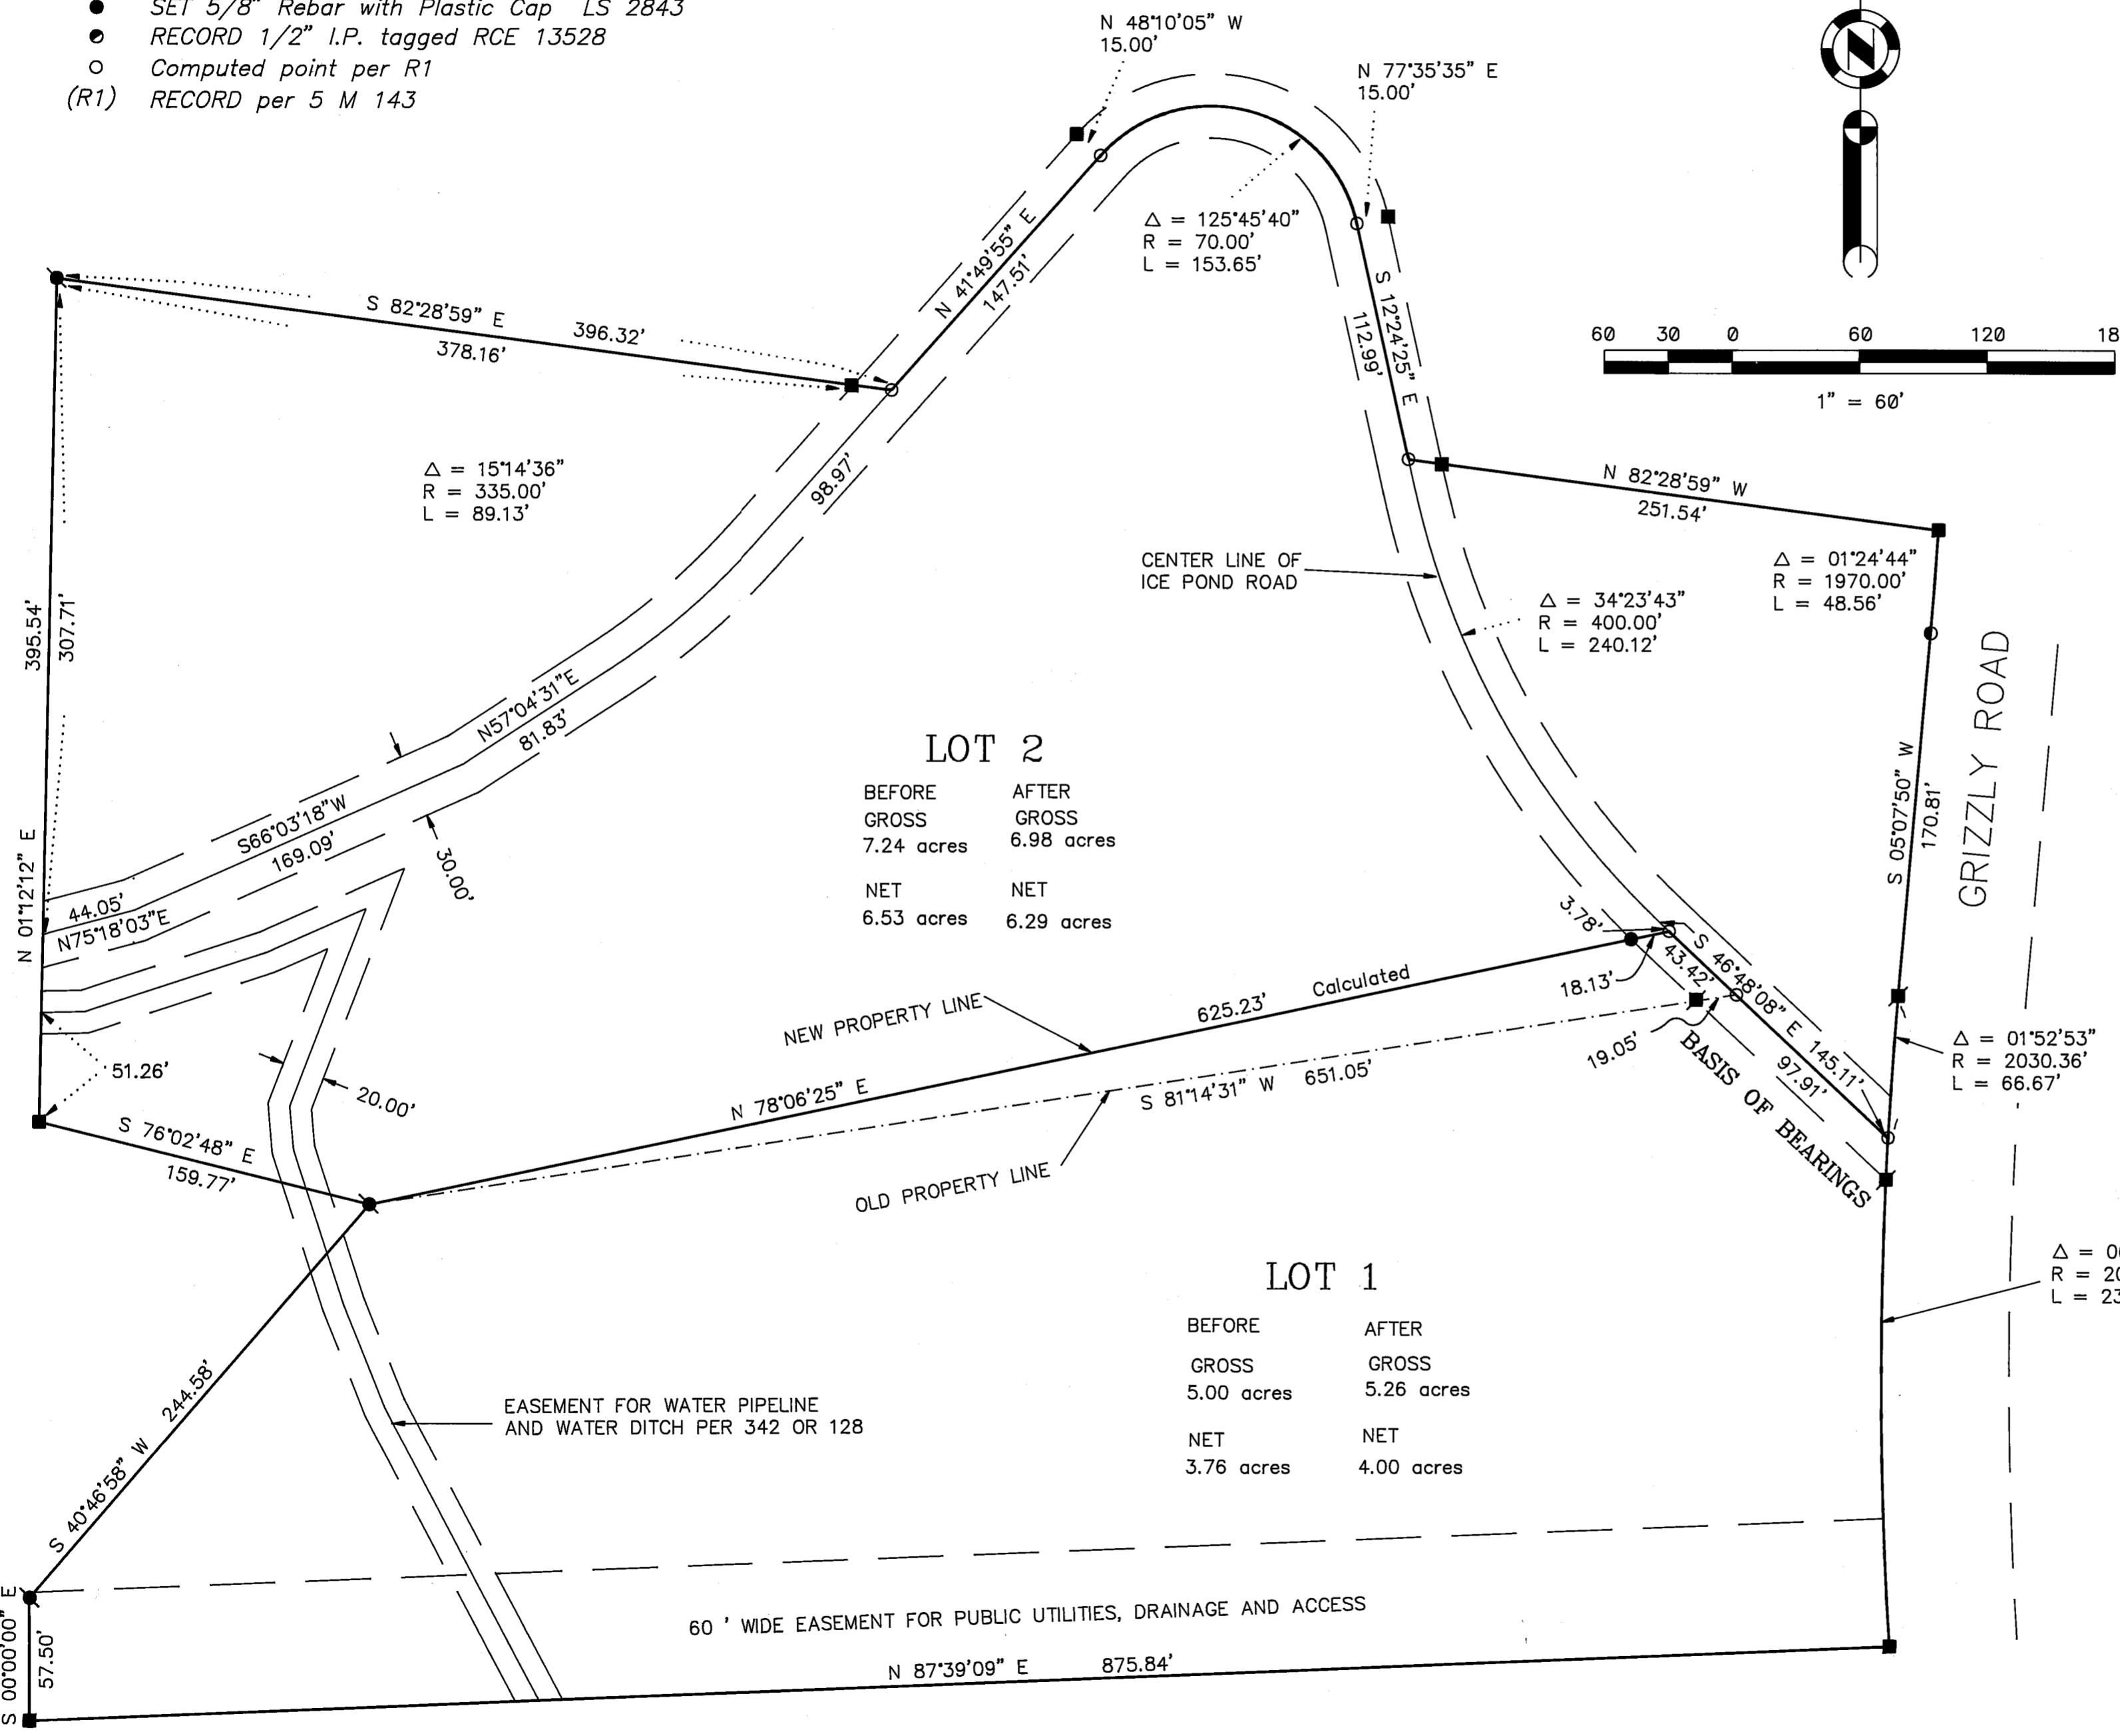 SET 5/8" Rebar with Plastic Cap LS 2843
RECORD 1/2" I.P. tagged RCE 13528
Computed point per R1
(R1) RECORD per 5 M 143
N 48°10'05" W
15.00'
N 77°35'35" E
15.00'
N
Δ = 125°45'40"
R = 70.00'
L = 153.65'
N 41°49'55" E
147.51'
S 12°24'25" E
112.99'
60 30 0 60 120 18
1" = 60'
S 82°28'59" E
396.32'
378.16'
98.97'
Δ = 15°14'36"
R = 335.00'
L = 89.13'
N 82°28'59" W
251.54'
CENTER LINE OF
ICE POND ROAD
Δ = 01°24'44"
R = 1970.00'
L = 48.56'
Δ = 34°23'43"
R = 400.00'
L = 240.12'
395.54'
307.71'
N 01°12'12" E
N57°04'31"E
81.83'
S66°03'18"W
169.09'
44.05'
N75°18'03"E
30.00'
LOT 2
BEFORE AFTER
GROSS GROSS
7.24 acres 6.98 acres
NET NET
6.53 acres 6.29 acres
S 05°07'50" W
170.81'
GRIZZLY ROAD
3.78'
18.13'
43.42'
S 46°48'08" E 145.11'
97.91'
19.05'
BASIS OF BEARINGS
Δ = 01°52'53"
R = 2030.36'
L = 66.67'
NEW PROPERTY LINE
625.23' Calculated
N 78°06'25" E
S 81°14'31" W 651.05'
OLD PROPERTY LINE
51.26'
20.00'
S 76°02'48" E
159.77'
LOT 1
BEFORE AFTER
GROSS GROSS
5.00 acres 5.26 acres
NET NET
3.76 acres 4.00 acres
Δ = 0
R = 20
L = 23
244.58'
S 40°46'58" W
EASEMENT FOR WATER PIPELINE
AND WATER DITCH PER 342 OR 128
60 ' WIDE EASEMENT FOR PUBLIC UTILITIES, DRAINAGE AND ACCESS
S 00°00'00" E
57.50'
N 87°39'09" E 875.84'